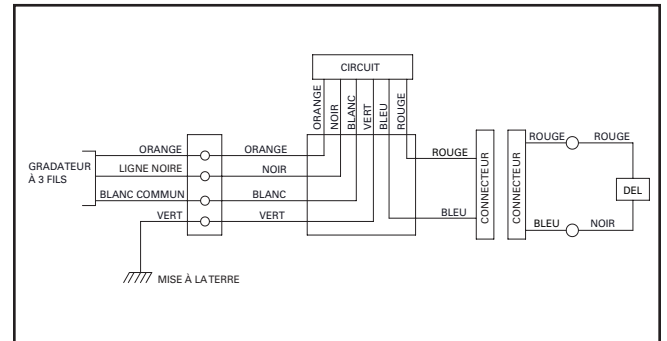 CIRCUIT
ORANGE
NOIR
BLANC
VERT
BLEU
ROUGE
GRADATEUR
À 3 FILS
ORANGE
ORANGE
LIGNE NOIRE
NOIR
BLANC COMMUN
BLANC
VERT
VERT
MISE À LA TERRE
ROUGE
BLEU
CONNECTEUR
CONNECTEUR
ROUGE
ROUGE
DEL
BLEU
NOIR